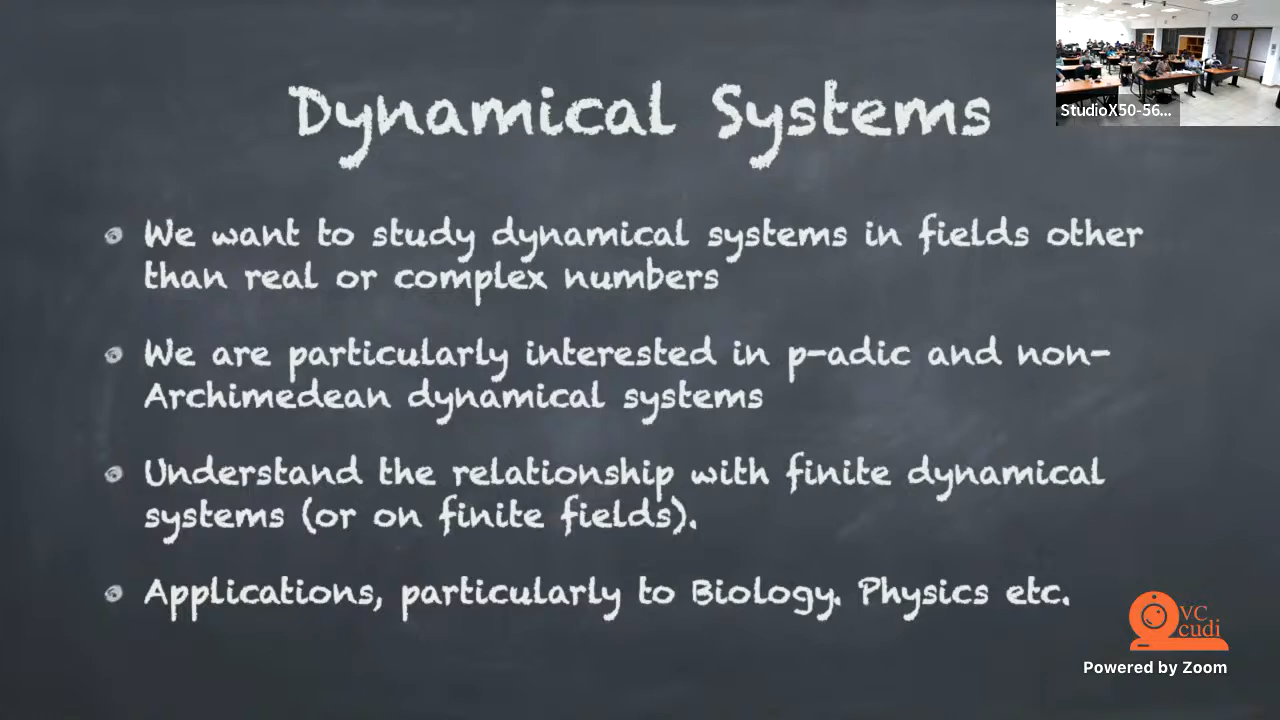 Dynamical Systems
StudioX50-56...
We want to study dynamical systems in fields other
than real or complex numbers
We are particularly interested in p-adic and non-
Archimedean dynamical systems
Understand the relationship with finite dynamical
systems (or on finite fields).
Applications, particularly to Biology. Physics etc.
VC
cudi
Powered by Zoom